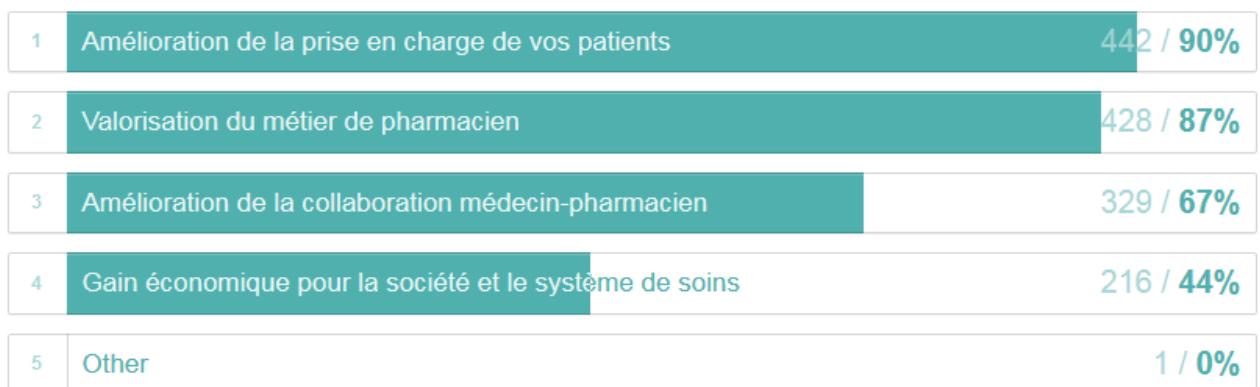 1 Amélioration de la prise en charge de vos patients 442 / 90%
2 Valorisation du métier de pharmacien 428 / 87%
3 Amélioration de la collaboration médecin-pharmacien 329 / 67%
4 Gain économique pour la société et le système de soins 216 / 44%
5 Other 1 / 0%